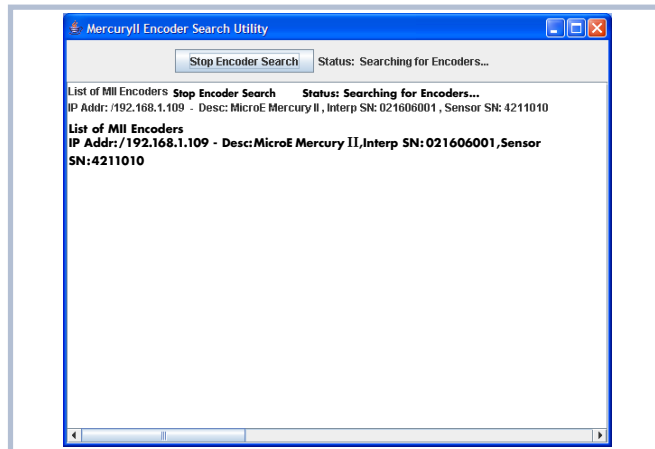 MercuryII Encoder Search Utility
Stop Encoder Search Status: Searching for Encoders...
List of MII Encoders Stop Encoder Search Status: Searching for Encoders...
IP Addr: /192.168.1.109 - Desc: MicroE Mercury II , Interp SN: 021606001 , Sensor SN: 4211010
List of MII Encoders
IP Addr:/192.168.1.109 - Desc:MicroE Mercury II,Interp SN:021606001,Sensor
SN:4211010